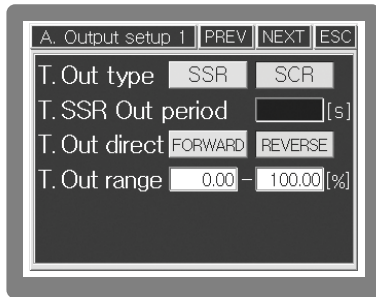 A. Output setup 1 PREV NEXT ESC
T. Out type SSR SCR
T. SSR Out period [s]
T. Out direct FORWARD REVERSE
T. Out range 0.00 - 100.00 [%]